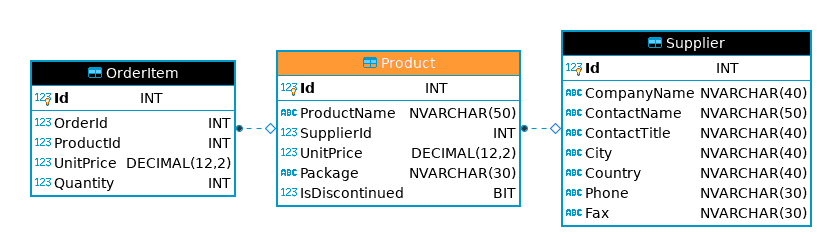 OrderItem
123 Id INT
123 OrderId INT
123 ProductId INT
123 UnitPrice DECIMAL(12,2)
123 Quantity INT
Product
123 Id INT
ABC ProductName NVARCHAR(50)
123 SupplierId INT
123 UnitPrice DECIMAL(12,2)
ABC Package NVARCHAR(30)
123 IsDiscontinued BIT
Supplier
123 Id INT
ABC CompanyName NVARCHAR(40)
ABC ContactName NVARCHAR(50)
ABC ContactTitle NVARCHAR(40)
ABC City NVARCHAR(40)
ABC Country NVARCHAR(40)
ABC Phone NVARCHAR(30)
ABC Fax NVARCHAR(30)